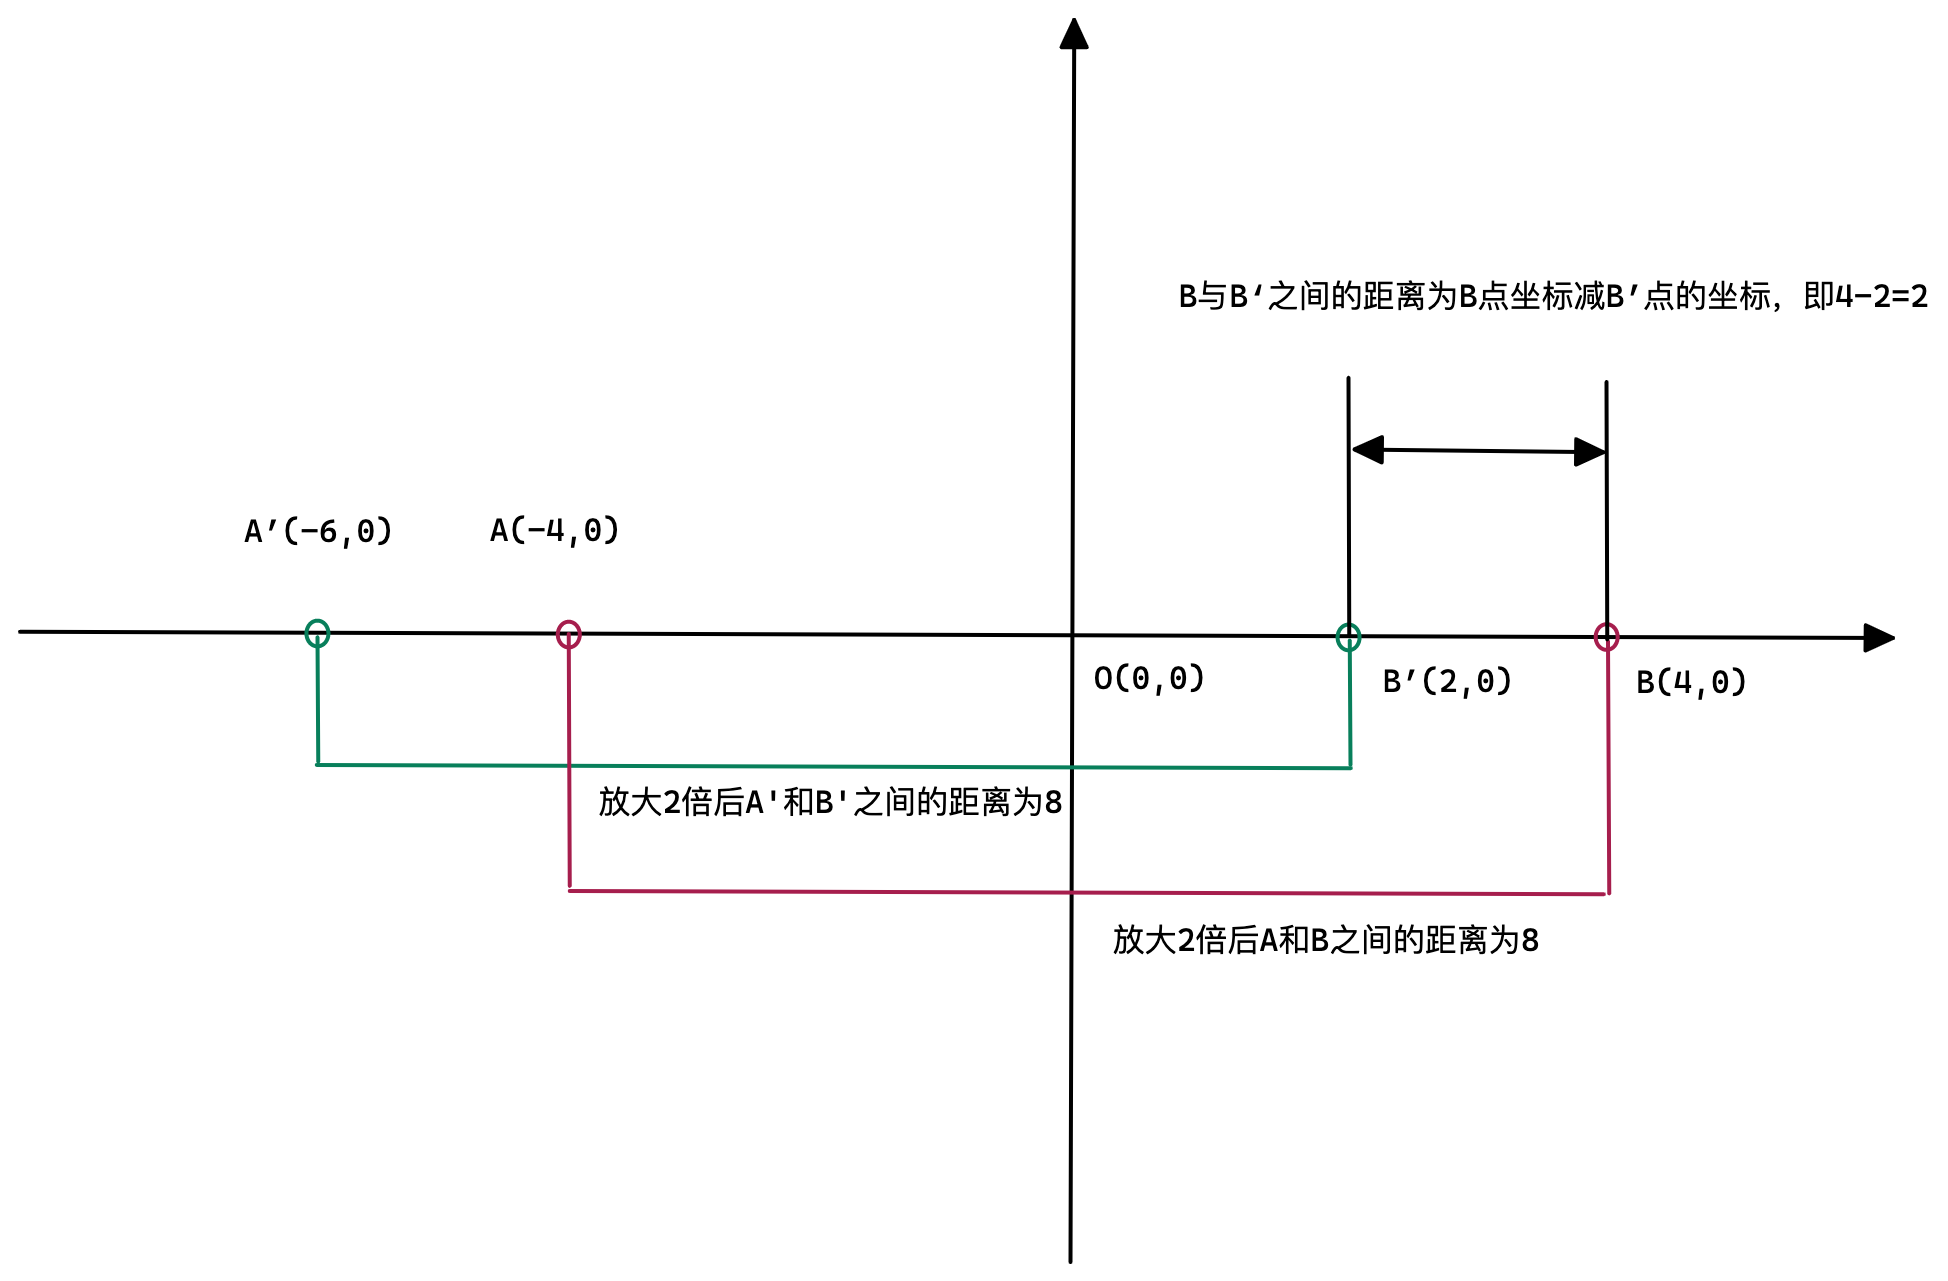 B与B‘之间的距离为B点坐标减B’点的坐标，即4-2=2
A’(-6,0)
A(-4,0)
O(0,0)
B’(2,0)
B(4,0)
放大2倍后A'和B'之间的距离为8
放大2倍后A和B之间的距离为8